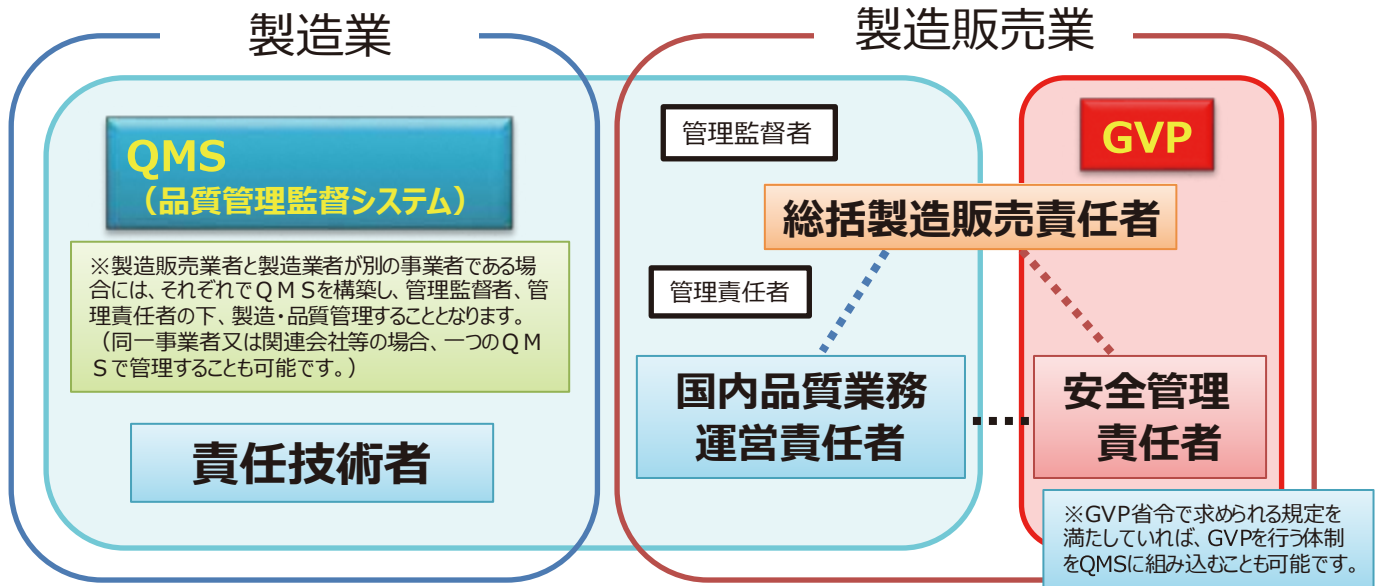 製造業
製造販売業
QMS
（品質管理監督システム）
※製造販売業者と製造業者が別の事業者である場
合には、それぞれでＱＭＳを構築し、管理監督者、管
理責任者の下、製造・品質管理することとなります。
（同一事業者又は関連会社等の場合、一つのＱＭ
Ｓで管理することも可能です。）
責任技術者
管理監督者
GVP
総括製造販売責任者
管理責任者
国内品質業務
運営責任者
安全管理
責任者
※GVP省令で求められる規定を
満たしていれば、GVPを行う体制
をQMSに組み込むことも可能です。